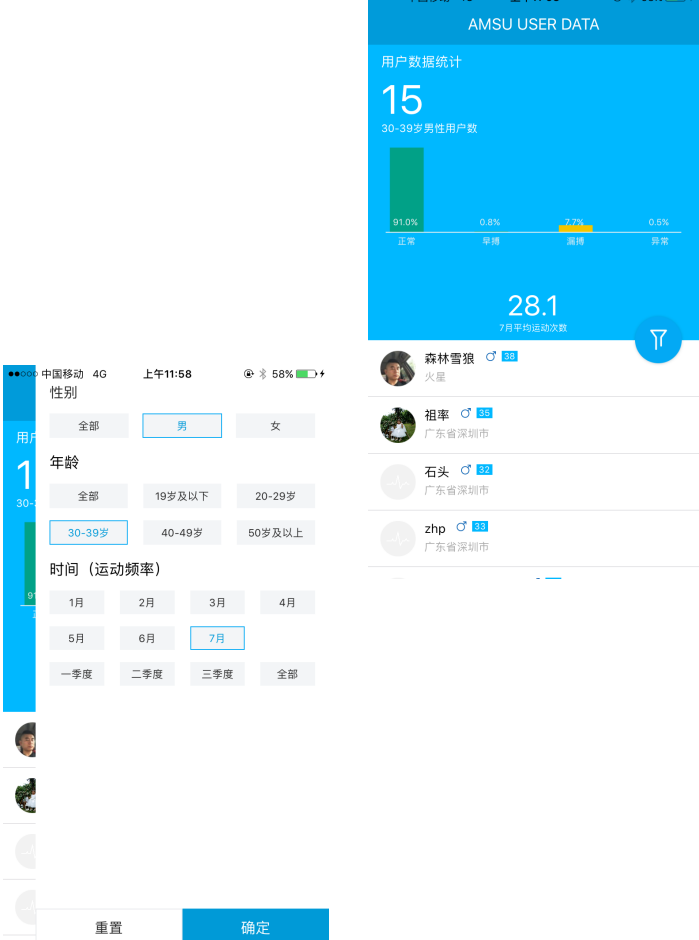 AMSU USER DATA
用户数据统计
15
30-39岁男性用户数
91.0% 0.8% 7.7% 0.5%
正常 早搏 漏搏 异常
28.1
7月平均运动次数
森林雪狼 38
火星
祖率 35
广东省深圳市
石头 32
广东省深圳市
zhp 33
广东省深圳市
中国移动 4G 上午11:58 58%
性别
全部 男 女
年龄
全部 19岁及以下 20-29岁
30-39岁 40-49岁 50岁及以上
时间（运动频率）
1月 2月 3月 4月
5月 6月 7月
一季度 二季度 三季度 全部
重置 确定